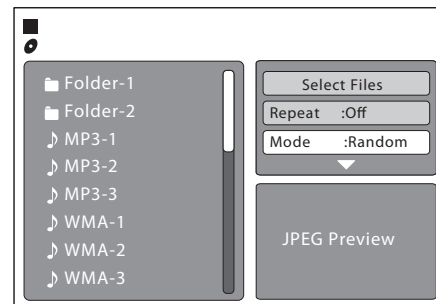 Folder-1
Folder-2
MP3-1
MP3-2
MP3-3
WMA-1
WMA-2
WMA-3
Select Files
Repeat :Off
Mode :Random
JPEG Preview